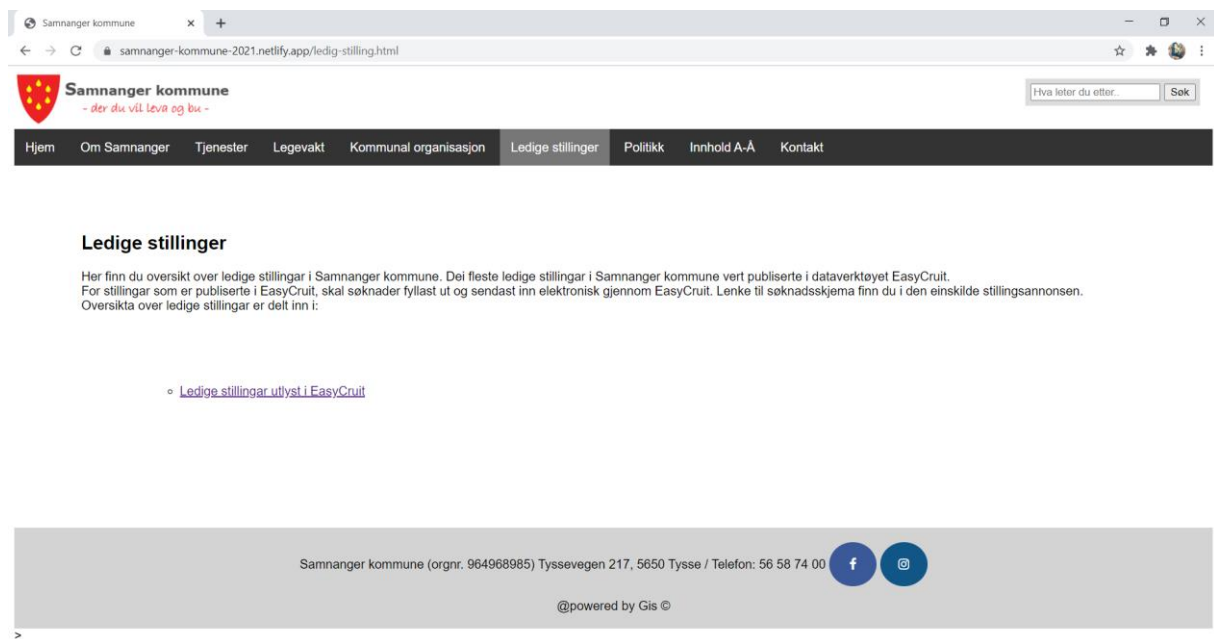 Samnanger kommune
samnanger-kommune-2021.netlify.app/ledig-stilling.html
Samnanger kommune
- der du vil leva og bu -
Hva leter du etter.. Søk
Hjem Om Samnanger Tjenester Legevakt Kommunal organisasjon Ledige stillinger Politikk Innhold A-Å Kontakt
Ledige stillinger
Her finn du oversikt over ledige stillingar i Samnanger kommune. Dei fleste ledige stillingar i Samnanger kommune vert publiserte i dataverktøyet EasyCruit.
For stillingar som er publiserte i EasyCruit, skal søknader fyllast ut og sendast inn elektronisk gjennom EasyCruit. Lenke til søknadsskjema finn du i den einskilde stillingsannonsen.
Oversikta over ledige stillingar er delt inn i:
Ledige stillingar utlyst i EasyCruit
Samnanger kommune (orgnr. 964968985) Tyssevegen 217, 5650 Tysse / Telefon: 56 58 74 00
@powered by Gis ©
>